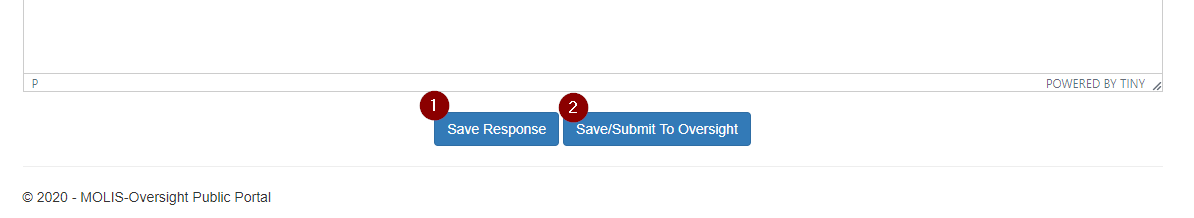 P POWERED BY TINY
1 2
Save Response Save/Submit To Oversight
© 2020 - MOLIS-Oversight Public Portal